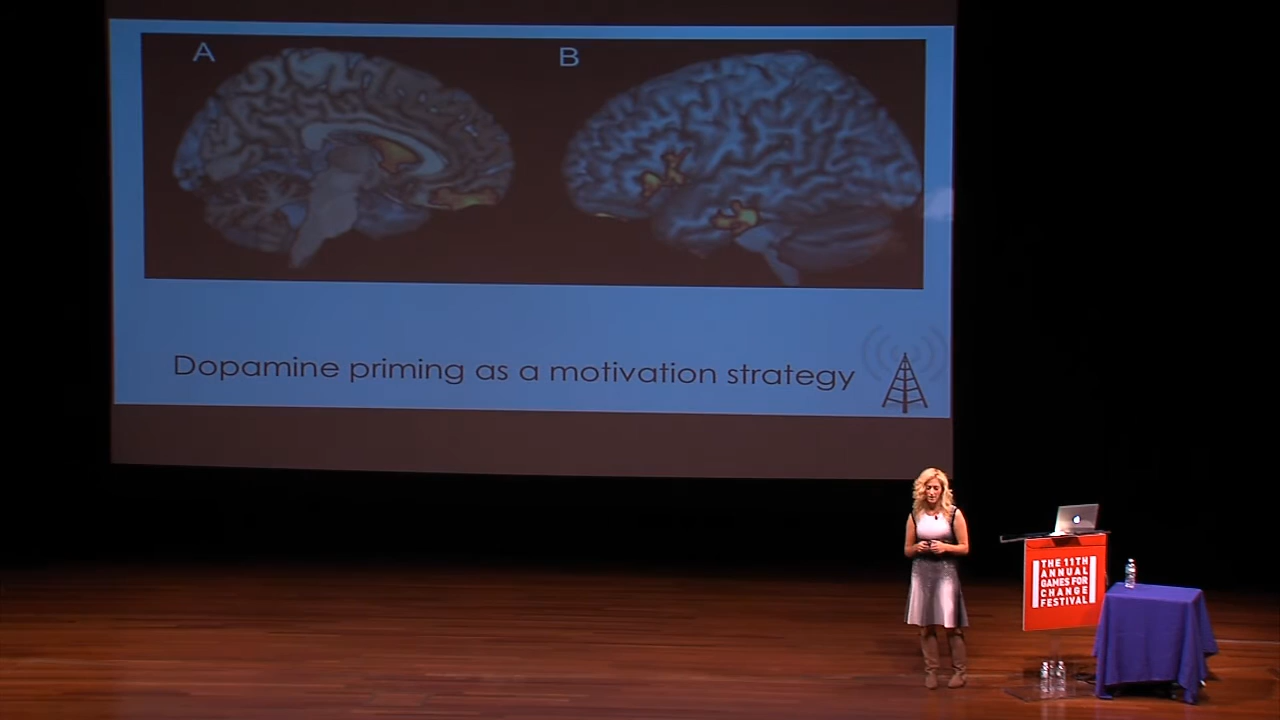 A
B
Dopamine priming as a motivation strategy
THE 11TH
ANNUAL
GAMES FOR
CHANGE
FESTIVAL